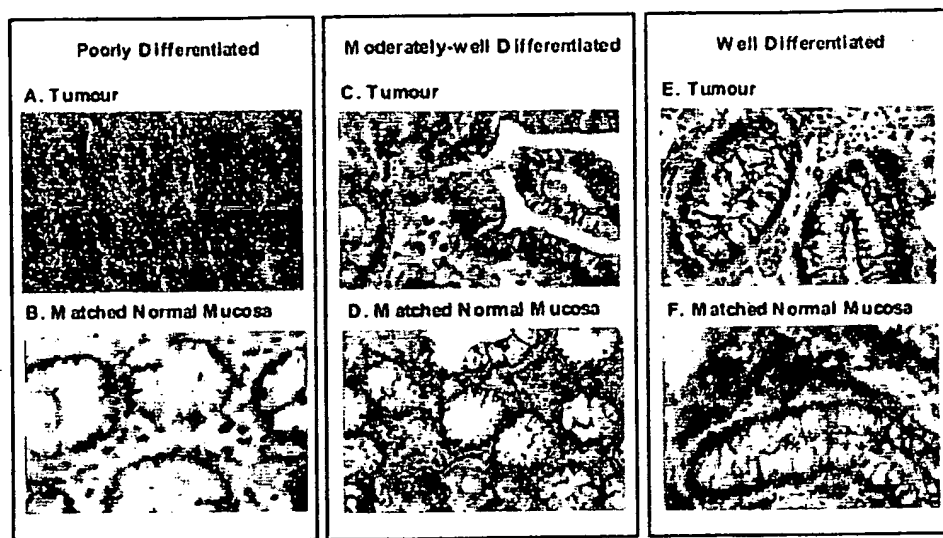 Poorly Differentiated
A. Tumour
B. Matched Normal Mucosa
Moderately-well Differentiated
C. Tumour
D. Matched Normal Mucosa
Well Differentiated
E. Tumour
F. Matched Normal Mucosa